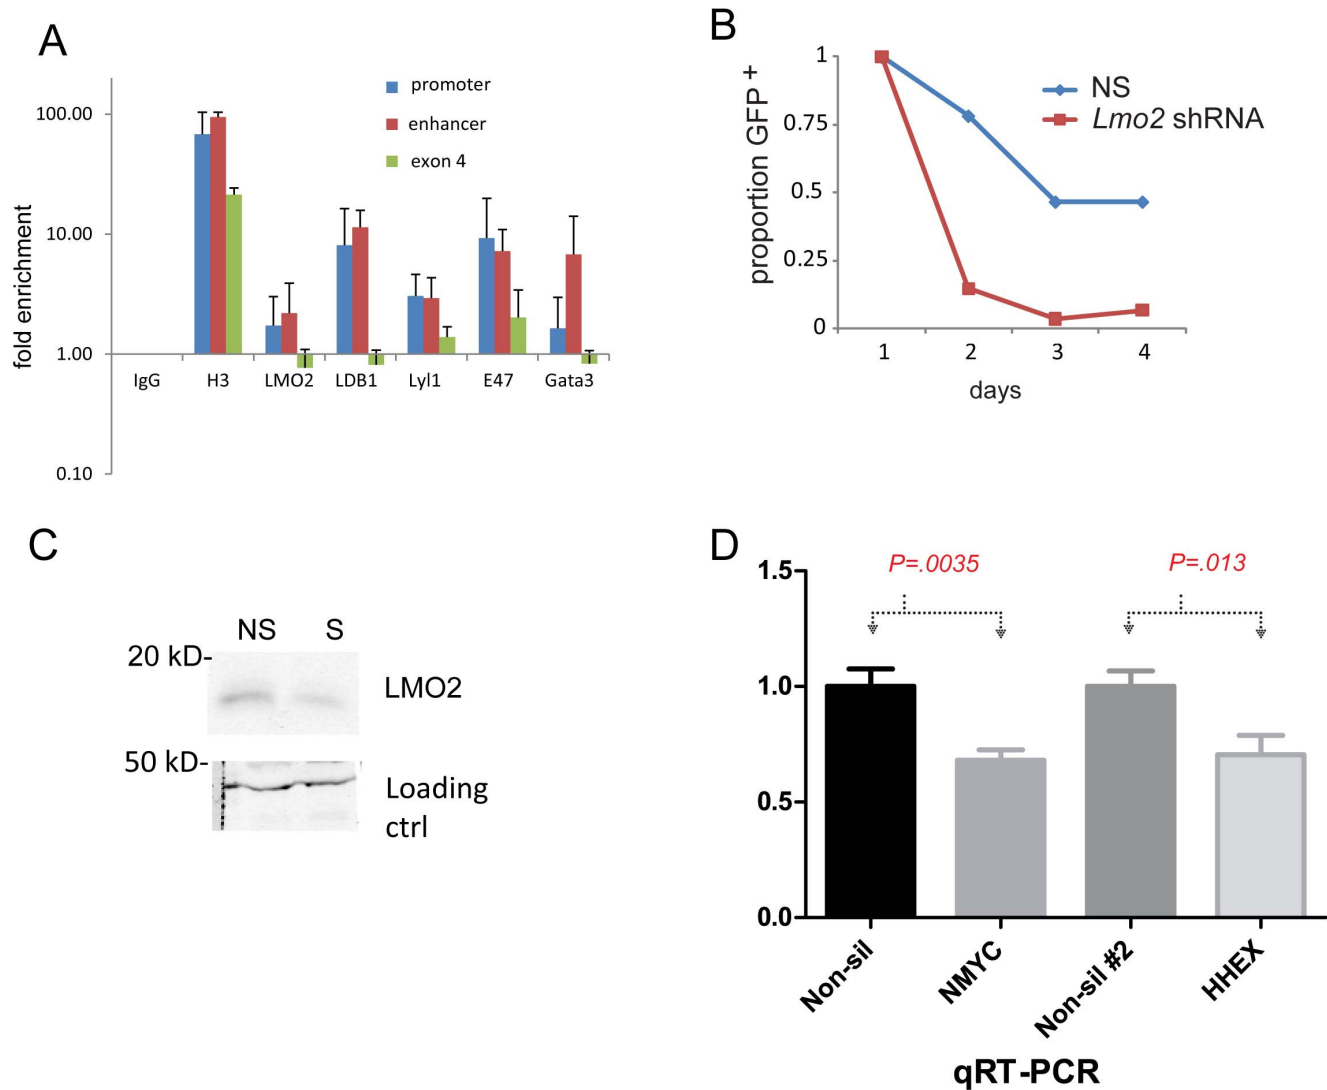 A
promoter
enhancer
exon 4
fold enrichment
100.00
10.00
1.00
0.10
IgG H3 LMO2 LDB1 Lyl1 E47 Gata3
B
proportion GFP+
1
0.75
0.5
0.25
0
NS
Lmo2 shRNA
1 2 3 4
days
C
NS S
20 kD-
LMO2
50 kD-
Loading
ctrl
D
P=.0035 P=.013
1.5
1.0
0.5
0.0
Non-sil NMYC Non-sil #2 HHEX
qRT-PCR